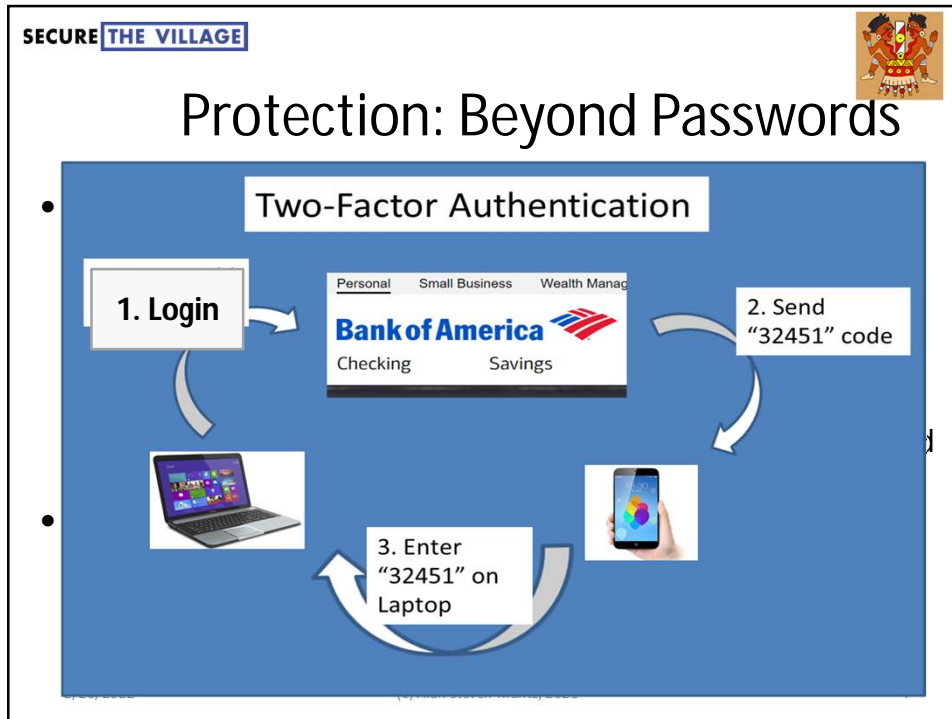 SECURE THE VILLAGE
Protection: Beyond Passwords
•
Two-Factor Authentication
1. Login
Personal Small Business Wealth Manag
Bank of America
Checking Savings
2. Send
“32451” code
•
3. Enter
“32451” on
Laptop